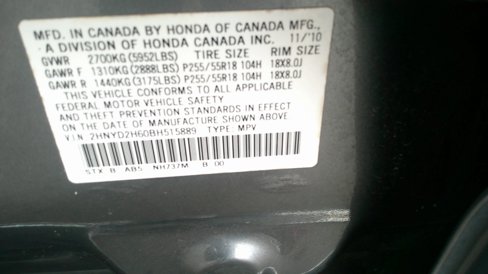 MFD. IN CANADA BY HONDA OF CANADA MFG.,
A DIVISION OF HONDA CANADA INC. 11/'10
GVWR 2700KG(5952LBS) TIRE SIZE RIM SIZE
GAWR F 1310KG(2888LBS) P255/55R18 104H 18X8.0J
GAWR R 1440KG(3175LBS) P255/55R18 104H 18X8.0J
THIS VEHICLE CONFORMS TO ALL APPLICABLE
FEDERAL MOTOR VEHICLE SAFETY
AND THEFT PREVENTION STANDARDS IN EFFECT
ON THE DATE OF MANUFACTURE SHOWN ABOVE
V.I.N. 2HNYD2H60BH515889 TYPE: MPV
STX B AB5 NH737M B 00